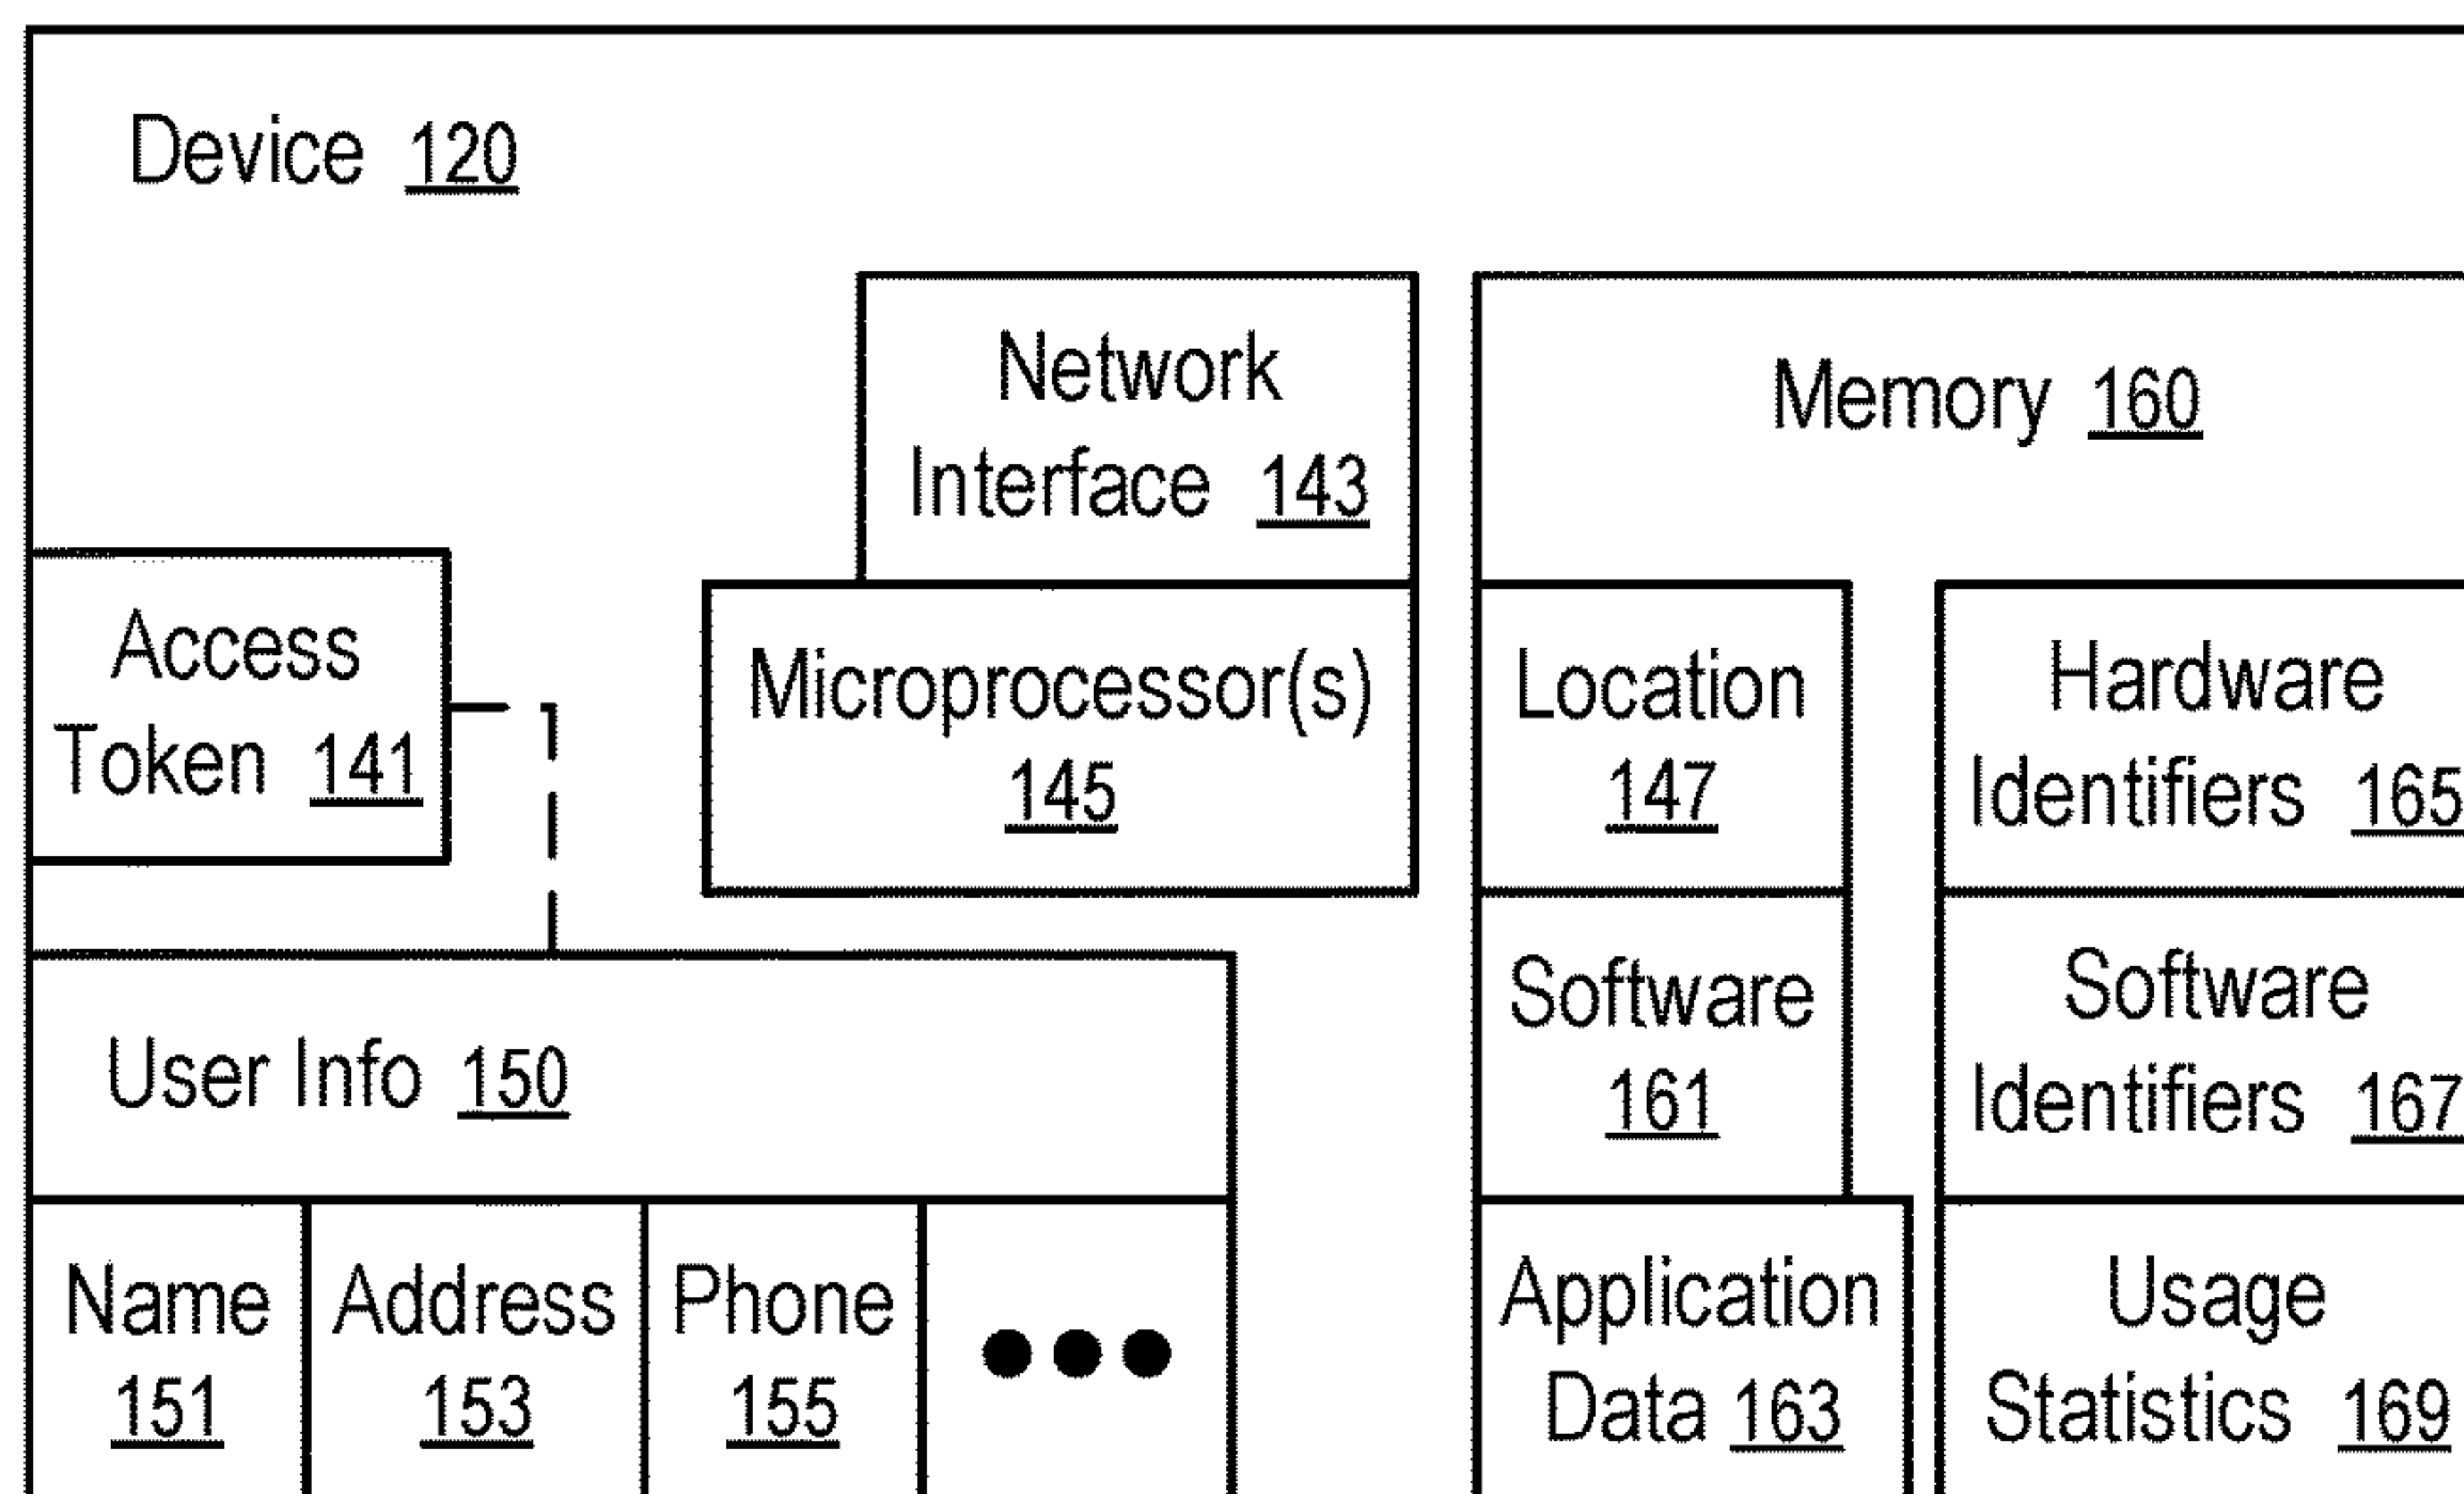 Device 120
Network
Interface 143
Memory 160
Access
Token 141
Microprocessor(s)
145
Location
147
Hardware
Identifiers 165
User Info 150
Software
161
Software
Identifiers 167
Name
151
Address
153
Phone
155
Application
Data 163
Usage
Statistics 169